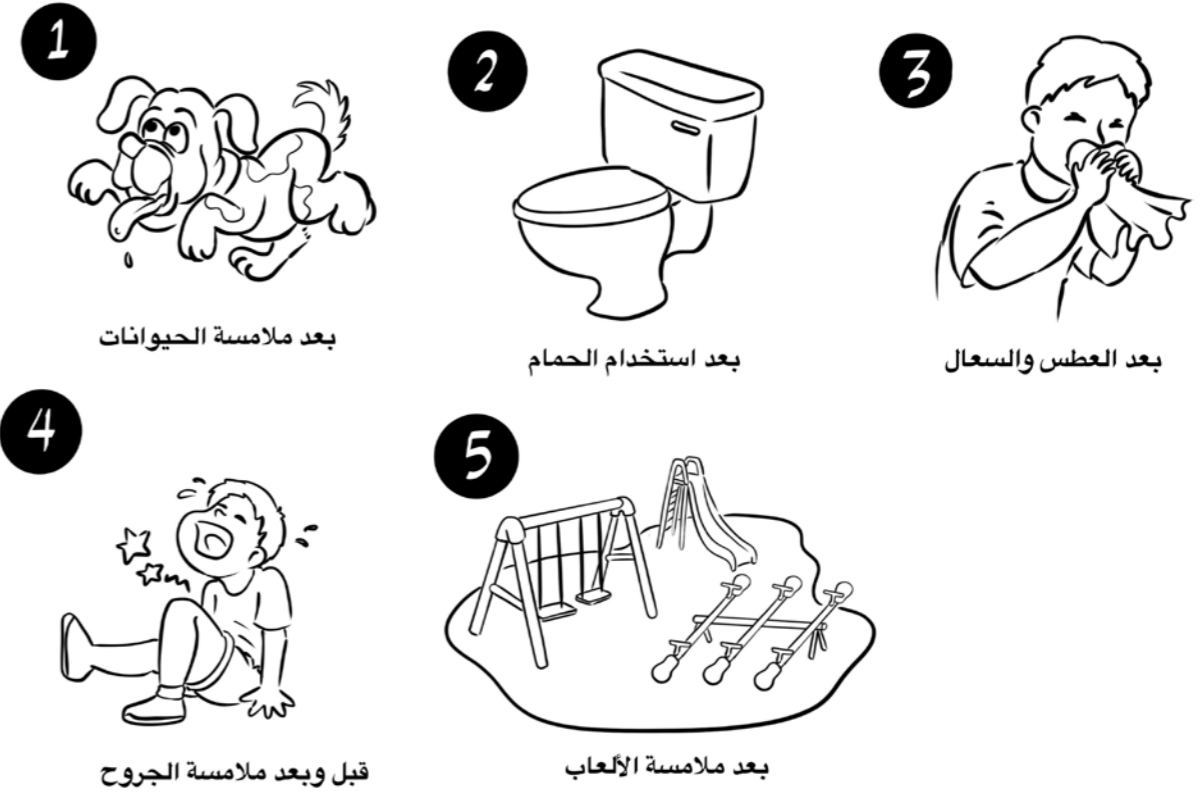 1
بعد ملامسة الحيوانات
2
بعد استخدام الحمام
3
بعد العطس والسعال
4
قبل وبعد ملامسة الجروح
5
بعد ملامسة الألعاب